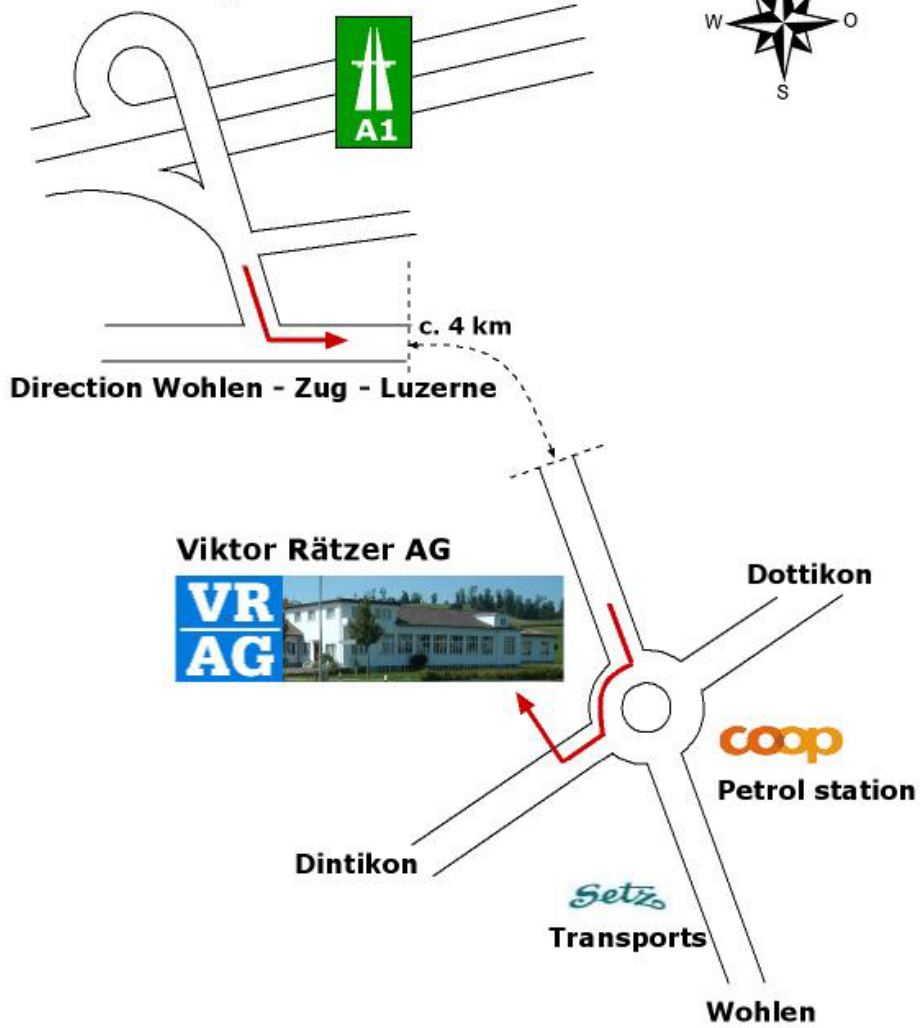 W
O
S
A1
c. 4 km
Direction Wohlen - Zug - Luzerne
Viktor Rätzer AG
VR
AG
Dottikon
coop
Petrol station
Dintikon
Setz
Transports
Wohlen